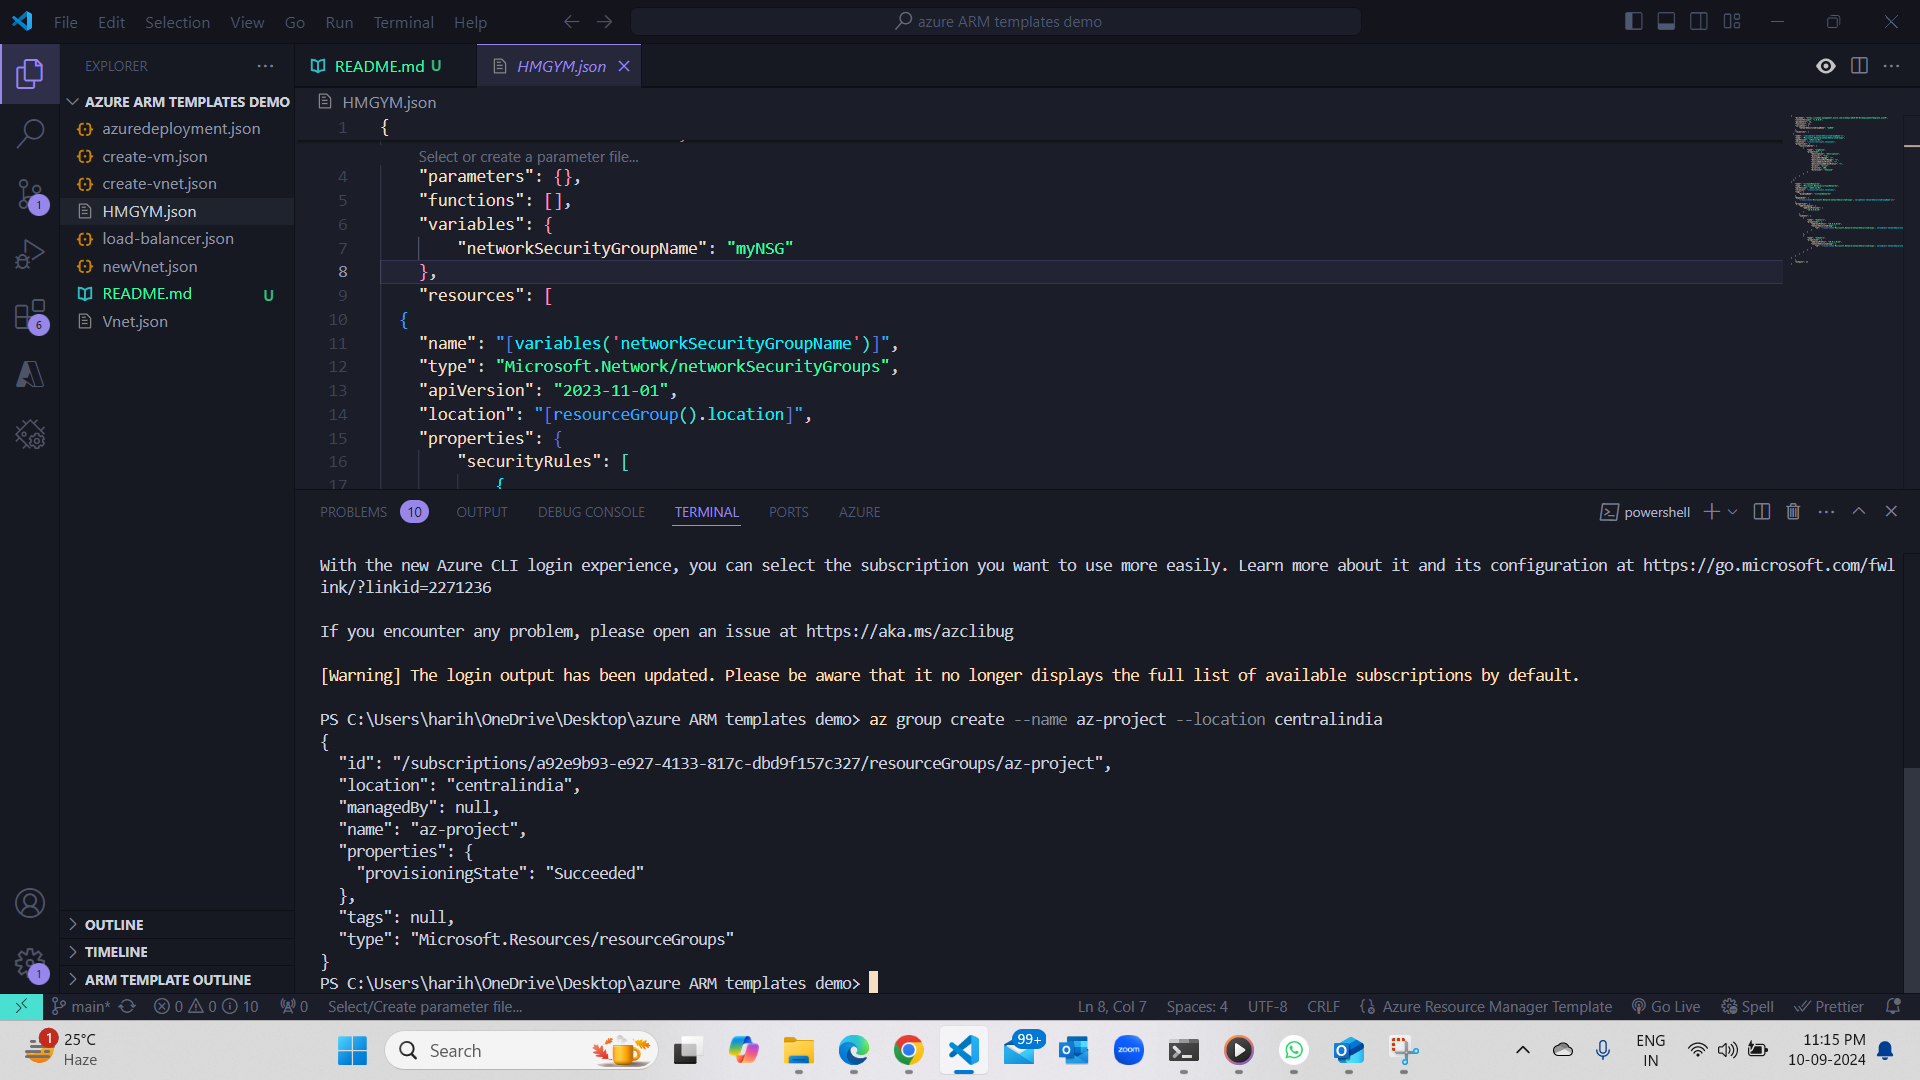 File Edit Selection View Go Run Terminal Help
azure ARM templates demo
EXPLORER
README.md U
HMGYM.json
AZURE ARM TEMPLATES DEMO
azuredeployment.json
create-vm.json
create-vnet.json
HMGYM.json
load-balancer.json
newVnet.json
README.md U
Vnet.json
OUTLINE
TIMELINE
ARM TEMPLATE OUTLINE
1
6
1
HMGYM.json
1 {
Select or create a parameter file...
4 "parameters": {},
5 "functions": [],
6 "variables": {
7 "networkSecurityGroupName": "myNSG"
8 },
9 "resources": [
10 {
11 "name": "[variables('networkSecurityGroupName')]",
12 "type": "Microsoft.Network/networkSecurityGroups",
13 "apiVersion": "2023-11-01",
14 "location": "[resourceGroup().location]",
15 "properties": {
16 "securityRules": [
17 {
PROBLEMS 10 OUTPUT DEBUG CONSOLE TERMINAL PORTS AZURE
powershell
With the new Azure CLI login experience, you can select the subscription you want to use more easily. Learn more about it and its configuration at https://go.microsoft.com/fwl
ink/?linkid=2271236
If you encounter any problem, please open an issue at https://aka.ms/azclibug
[Warning] The login output has been updated. Please be aware that it no longer displays the full list of available subscriptions by default.
PS C:\Users\harih\OneDrive\Desktop\azure ARM templates demo> az group create --name az-project --location centralindia
{
"id": "/subscriptions/a92e9b93-e927-4133-817c-dbd9f157c327/resourceGroups/az-project",
"location": "centralindia",
"managedBy": null,
"name": "az-project",
"properties": {
"provisioningState": "Succeeded"
},
"tags": null,
"type": "Microsoft.Resources/resourceGroups"
}
PS C:\Users\harih\OneDrive\Desktop\azure ARM templates demo>
main* 0 0 10 0 Select/Create parameter file...
Ln 8, Col 7 Spaces: 4 UTF-8 CRLF Azure Resource Manager Template Go Live Spell Prettier
1
25°C
Haze
Search
99+
zoom
ENG
IN
11:15 PM
10-09-2024